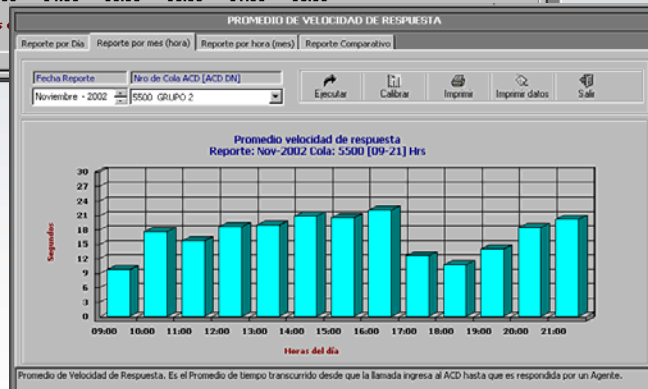 PROMEDIO DE VELOCIDAD DE RESPUESTA
Reporte por Día Reporte por mes (hora) Reporte por hora (mes) Reporte Comparativo
Fecha Reporte Nro de Cola ACD [ACD DN]
Noviembre - 2002 5500 GRUPO 2
Ejecutar Calibrar Imprimir Imprimir datos Salir
Promedio velocidad de respuesta
Reporte: Nov-2002 Cola: 5500 [09-21] Hrs
Segundos
30
27
24
21
18
15
12
9
6
3
0
09:00 10:00 11:00 12:00 13:00 14:00 15:00 16:00 17:00 18:00 19:00 20:00 21:00
Horas del día
Promedio de Velocidad de Respuesta. Es el Promedio de tiempo transcurrido desde que la llamada ingresa al ACD hasta que es respondida por un Agente.